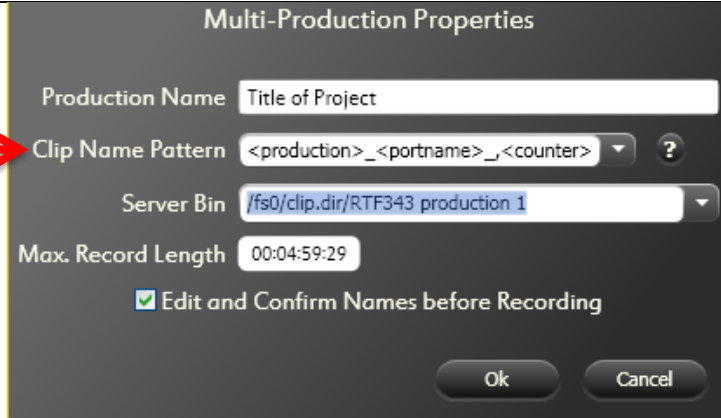 Multi-Production Properties
Production Name Title of Project
Clip Name Pattern <production>_<portname>_,<counter> ?
Server Bin /fs0/clip.dir/RTF343 production 1
Max. Record Length 00:04:59:29
Edit and Confirm Names before Recording
Ok Cancel